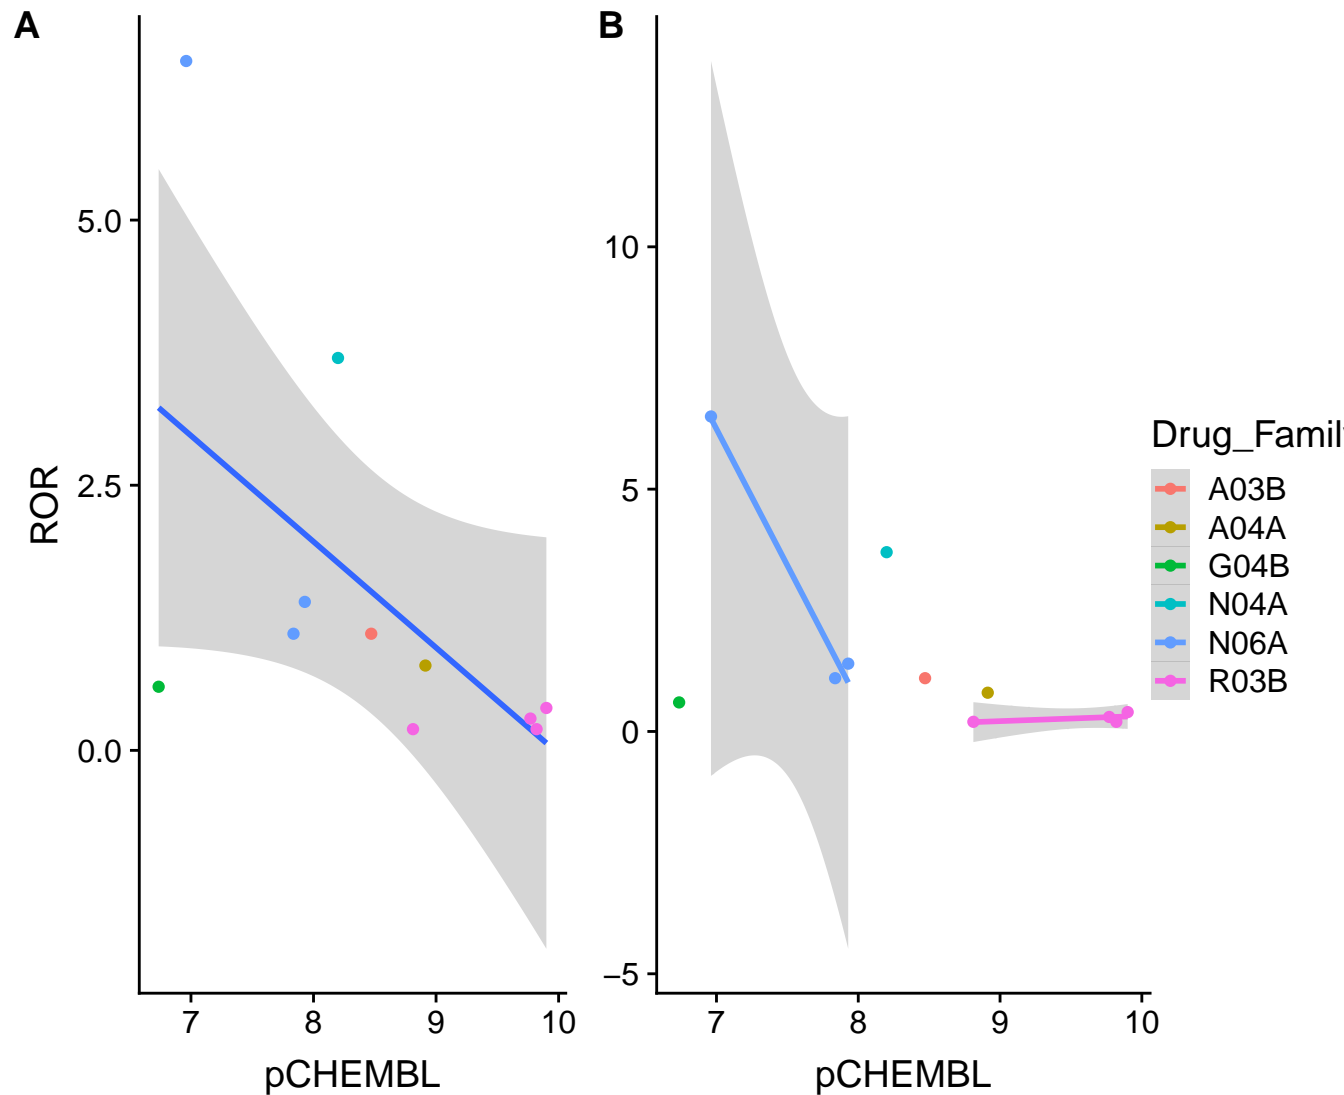 A
B
5.0
2.5
0.0
ROR
7 8 9 10
pCHEMBL
10
5
0
−5
7 8 9 10
pCHEMBL
Drug_Famil
A03B
A04A
G04B
N04A
N06A
R03B